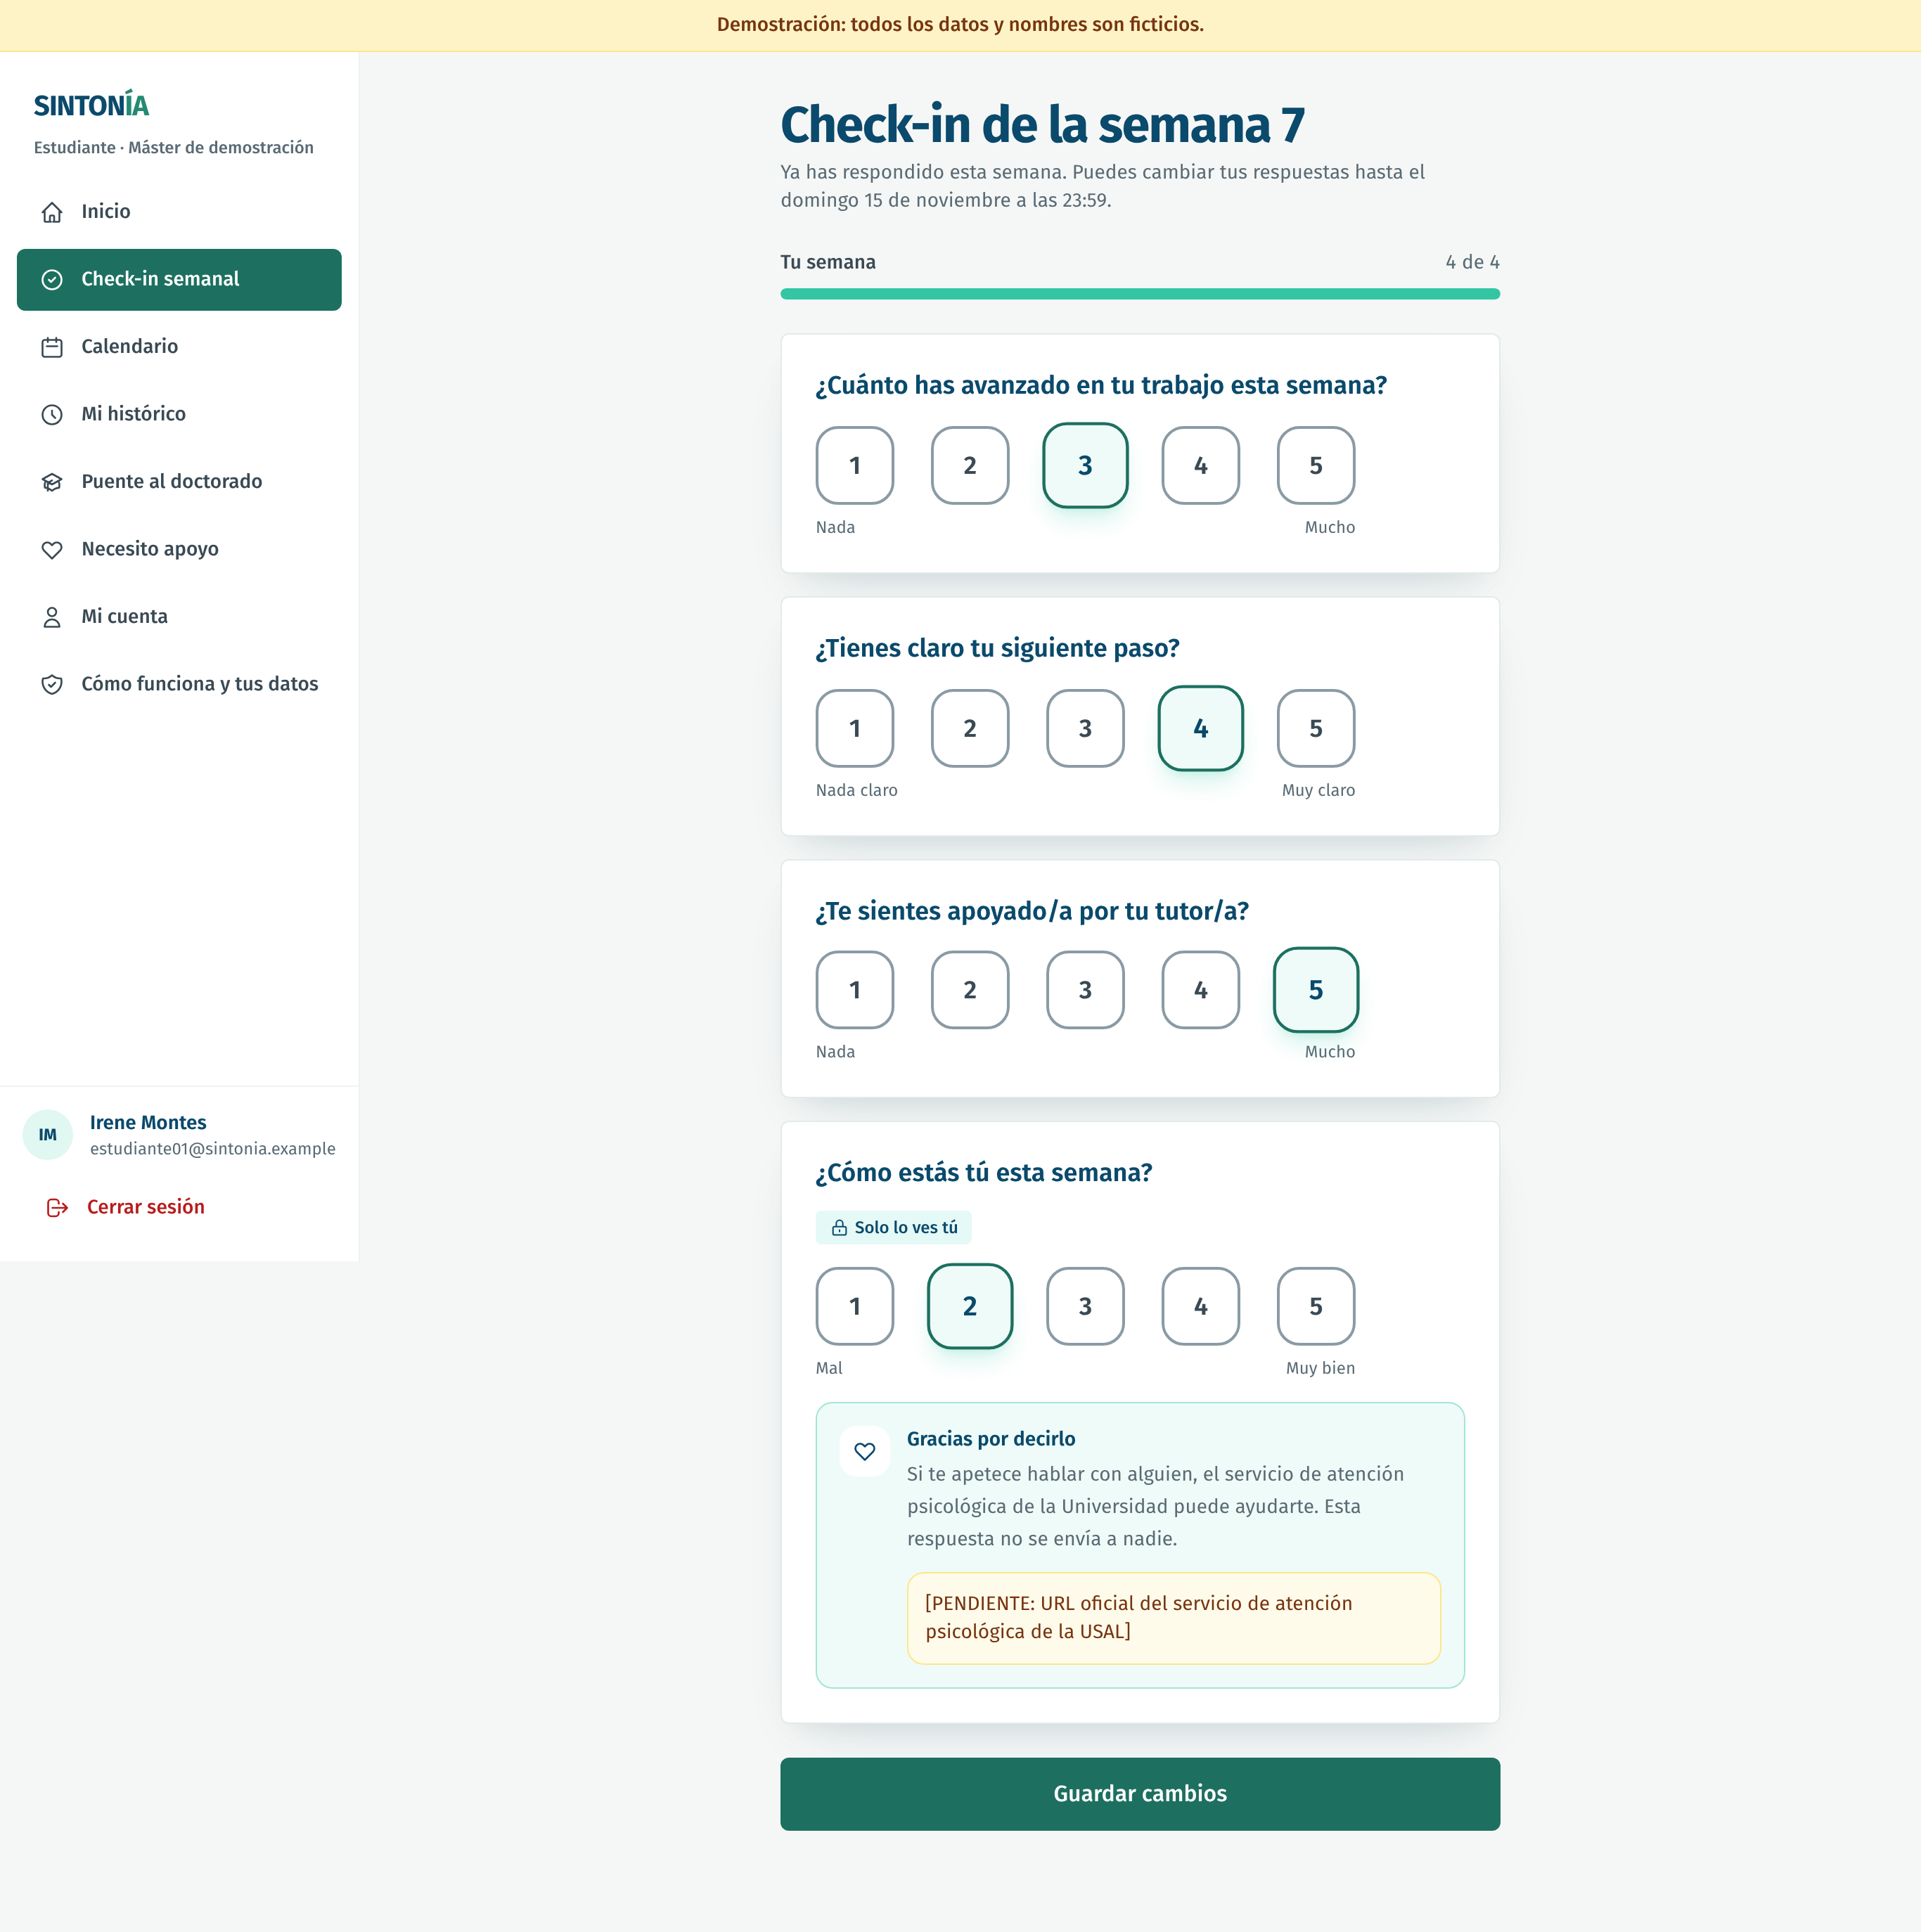 Demostración: todos los datos y nombres son ficticios.
SINTONÍA
Estudiante · Máster de demostración
Inicio
Check-in semanal
Calendario
Mi histórico
Puente al doctorado
Necesito apoyo
Mi cuenta
Cómo funciona y tus datos
IM
Irene Montes
estudiante01@sintonia.example
Cerrar sesión
Check-in de la semana 7
Ya has respondido esta semana. Puedes cambiar tus respuestas hasta el
domingo 15 de noviembre a las 23:59.
Tu semana 4 de 4
¿Cuánto has avanzado en tu trabajo esta semana?
1 2 3 4 5
Nada Mucho
¿Tienes claro tu siguiente paso?
1 2 3 4 5
Nada claro Muy claro
¿Te sientes apoyado/a por tu tutor/a?
1 2 3 4 5
Nada Mucho
¿Cómo estás tú esta semana?
Solo lo ves tú
1 2 3 4 5
Mal Muy bien
Gracias por decirlo
Si te apetece hablar con alguien, el servicio de atención
psicológica de la Universidad puede ayudarte. Esta
respuesta no se envía a nadie.
[PENDIENTE: URL oficial del servicio de atención
psicológica de la USAL]
Guardar cambios